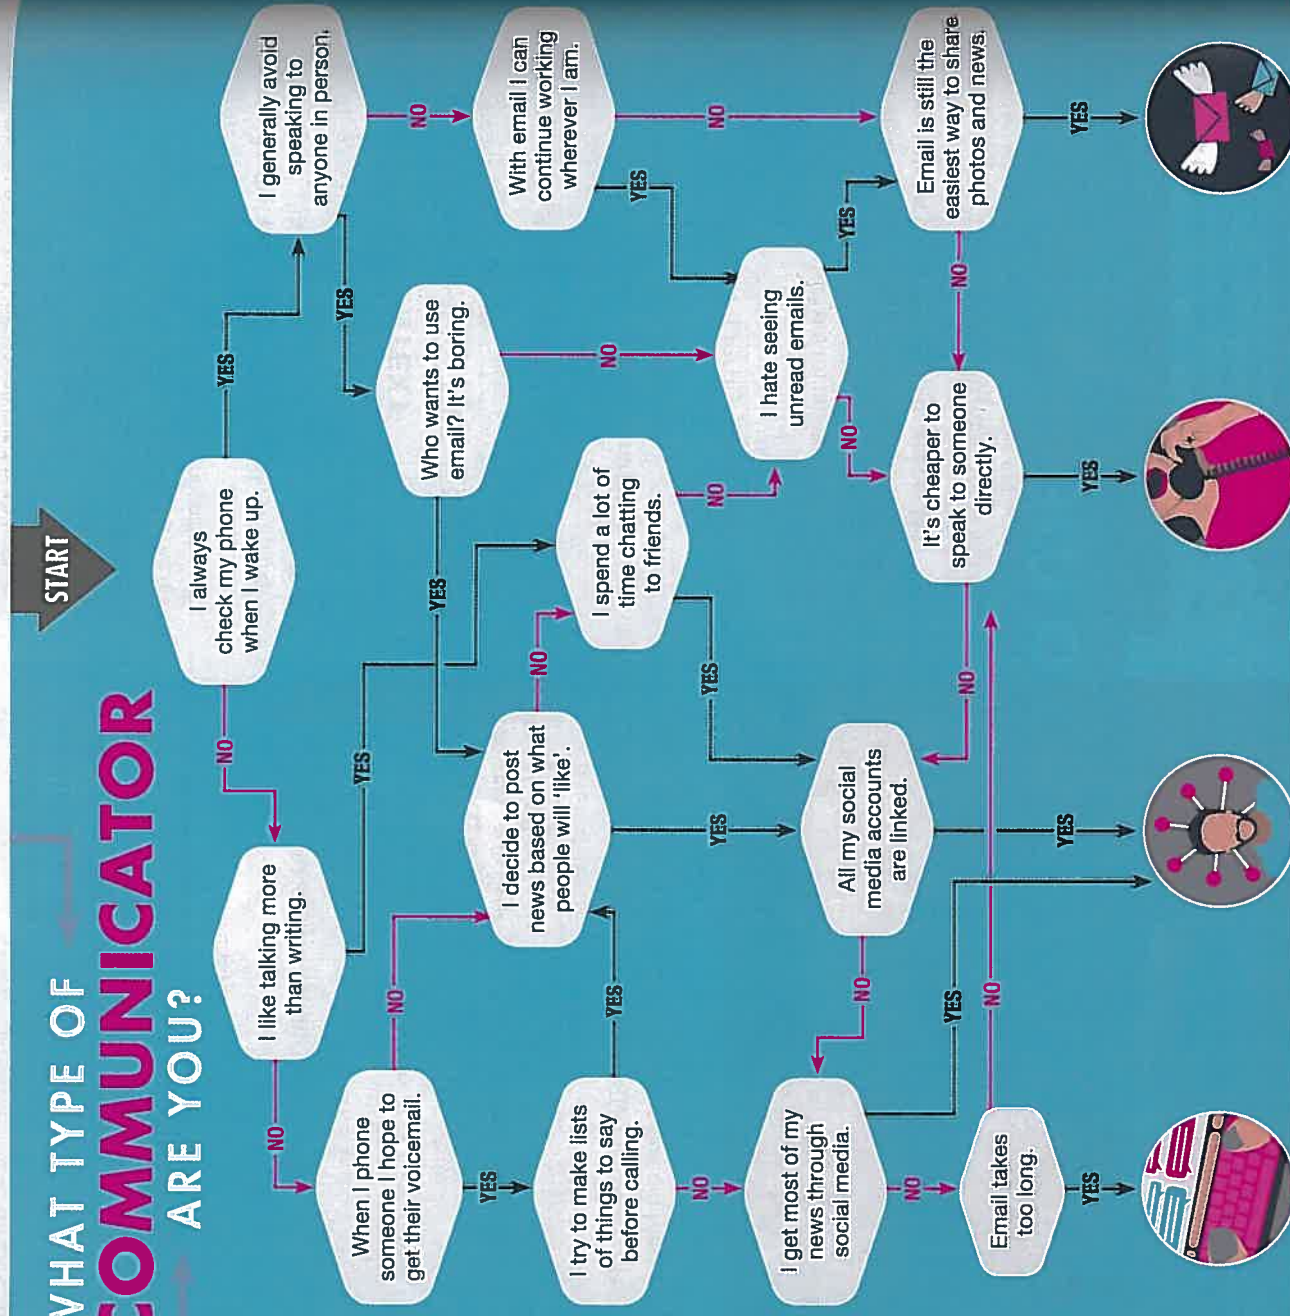 WHAT TYPE OF
COMMUNICATOR
ARE YOU?
START
I always
check my phone
when I wake up.
NO
YES
I like talking more
than writing.
NO
YES
I generally avoid
speaking to
anyone in person.
YES
NO
When I phone
someone I hope to
get their voicemail.
NO
YES
Who wants to use
email? It's boring.
YES
NO
With email I can
continue working
wherever I am.
YES
NO
I decide to post
news based on what
people will 'like'.
NO
YES
I try to make lists
of things to say
before calling.
YES
NO
I spend a lot of
time chatting
to friends.
YES
NO
I hate seeing
unread emails.
NO
YES
I get most of my
news through
social media.
NO
YES
All my social
media accounts
are linked.
NO
YES
It's cheaper to
speak to someone
directly.
NO
YES
Email is still the
easiest way to share
photos and news.
NO
YES
Email takes
too long.
NO
YES